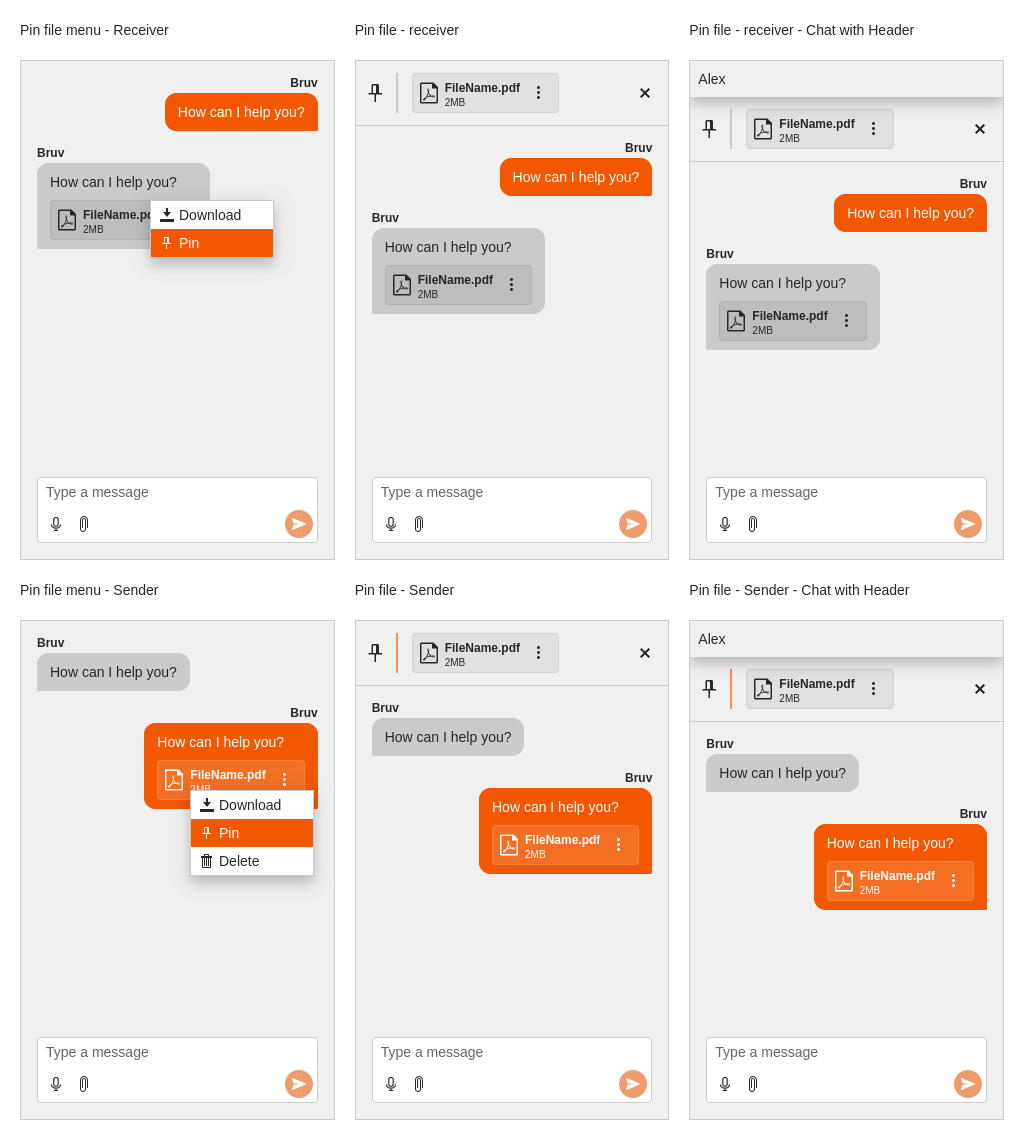 Pin file menu - Receiver
Bruv
How can I help you?
Bruv
How can I help you?
FileName.pd
2MB
Download
Pin
Type a message
Pin file - receiver
FileName.pdf
2MB
Bruv
How can I help you?
Bruv
How can I help you?
FileName.pdf
2MB
Type a message
Pin file - receiver - Chat with Header
Alex
FileName.pdf
2MB
Bruv
How can I help you?
Bruv
How can I help you?
FileName.pdf
2MB
Type a message
Pin file menu - Sender
Bruv
How can I help you?
Bruv
How can I help you?
FileName.pdf
2MB
Download
Pin
Delete
Type a message
Pin file - Sender
FileName.pdf
2MB
Bruv
How can I help you?
Bruv
How can I help you?
FileName.pdf
2MB
Type a message
Pin file - Sender - Chat with Header
Alex
FileName.pdf
2MB
Bruv
How can I help you?
Bruv
How can I help you?
FileName.pdf
2MB
Type a message